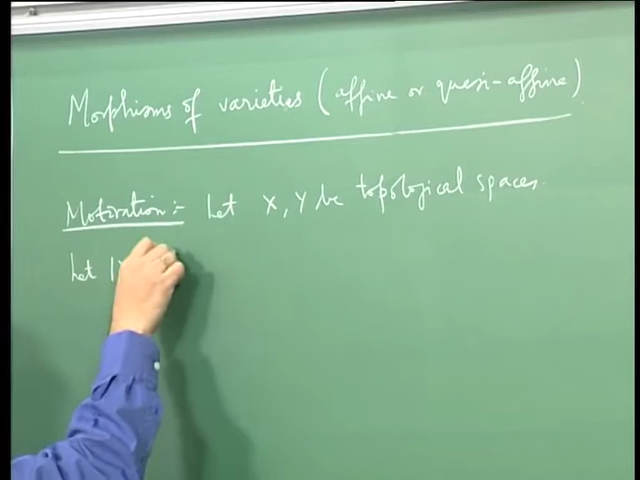 Morphisms of varieties (affine or quasi-affine)
Motivation:- Let X, Y be topological spaces.
Let